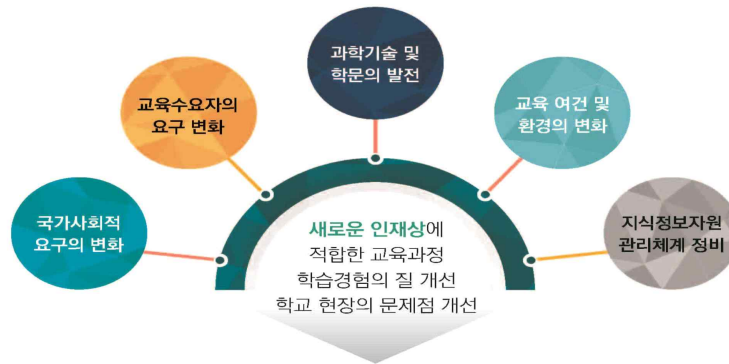 과학기술 및
학문의 발전
교육수요자의
요구 변화
교육 여건 및
환경의 변화
국가사회적
요구의 변화
지식정보자원
관리체계 정비
새로운 인재상에
적합한 교육과정
학습경험의 질 개선
학교 현장의 문제점 개선